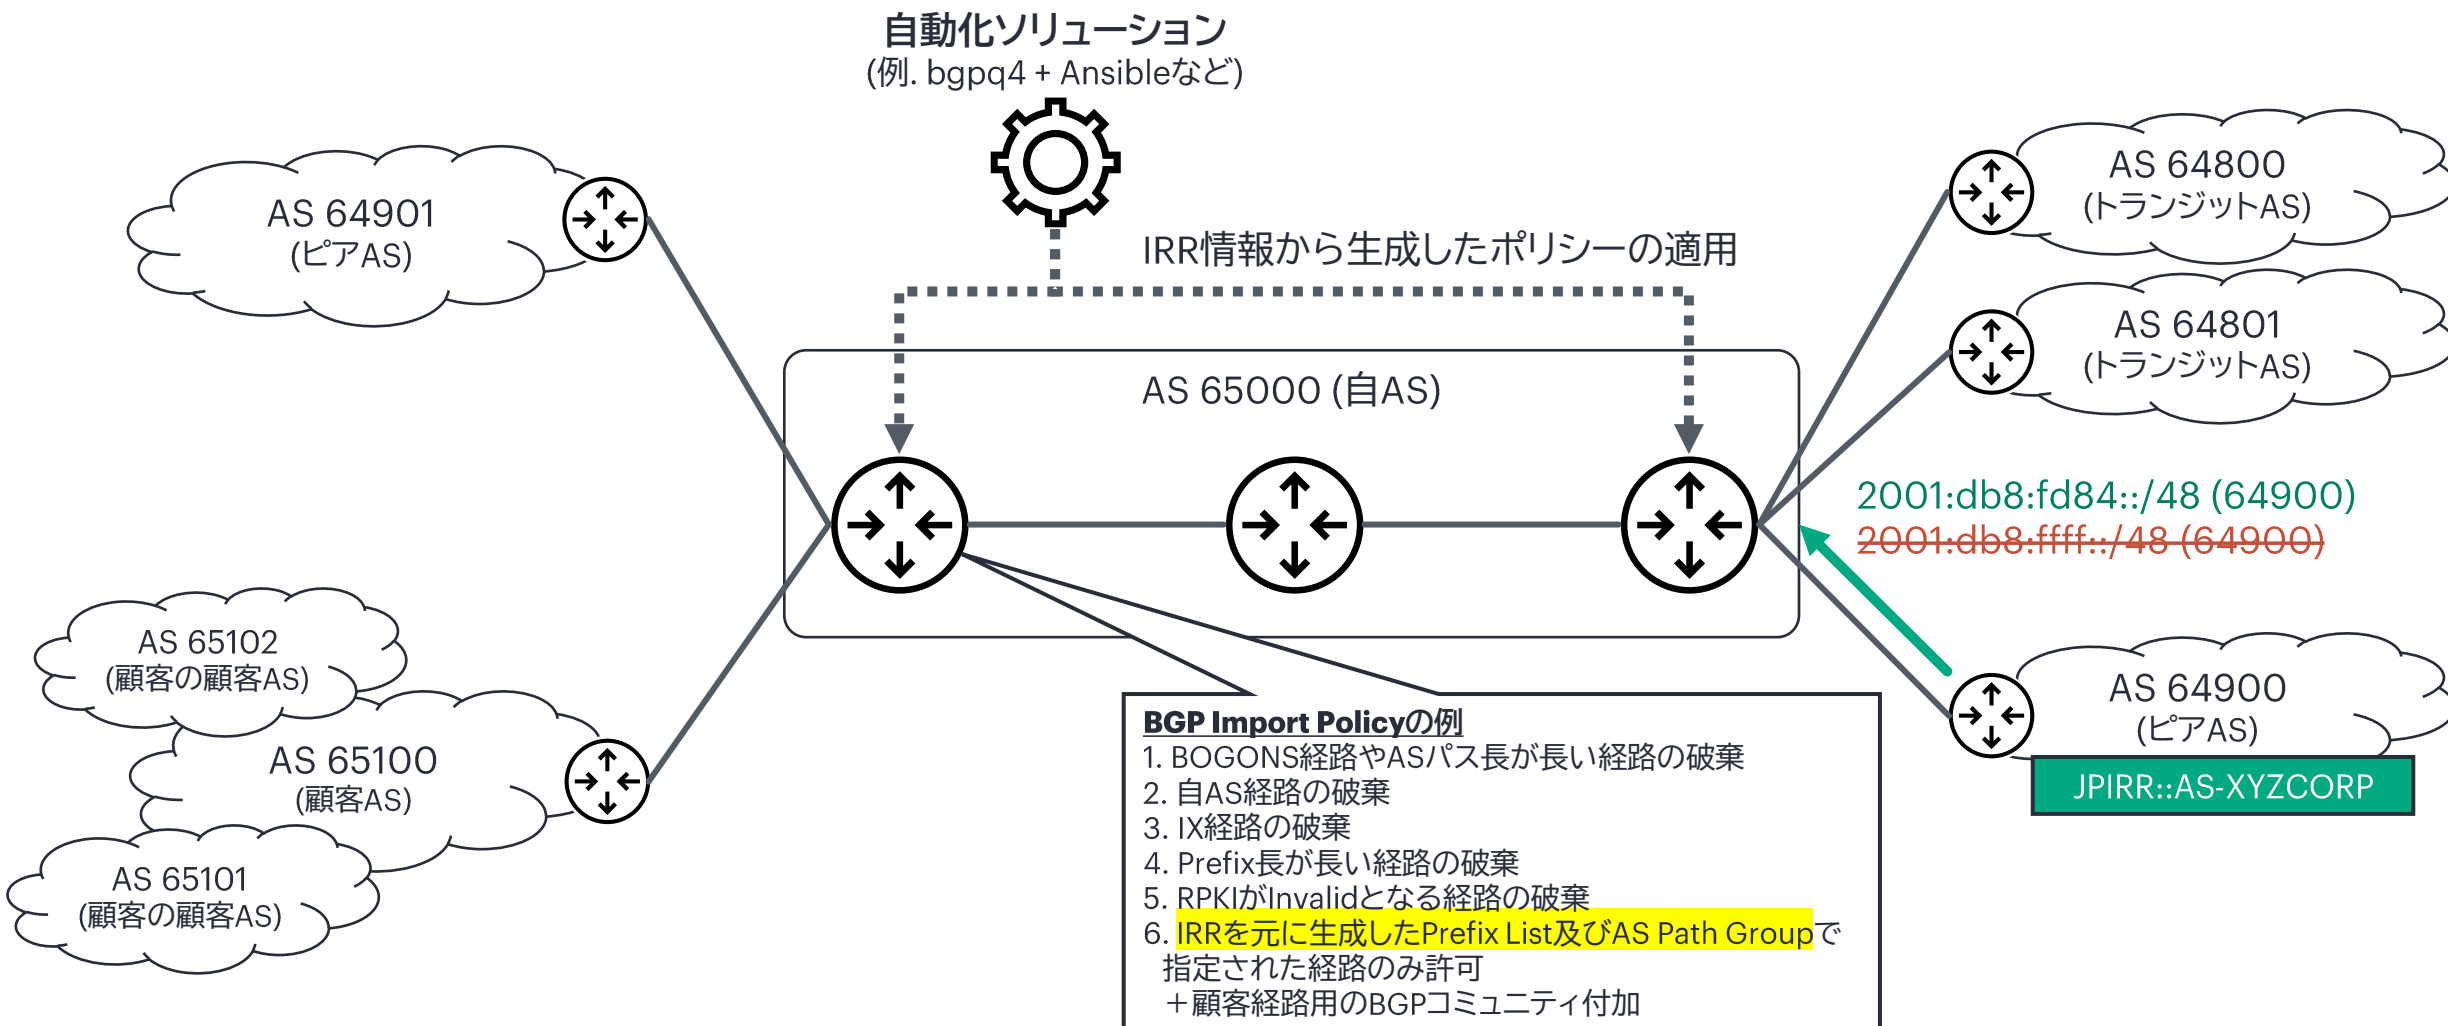 自動化ソリューション
(例. bgpq4 + Ansibleなど)
IRR情報から生成したポリシーの適用
AS 64901
(ピアAS)
AS 64800
(トランジットAS)
AS 64801
(トランジットAS)
AS 65000 (自AS)
2001:db8:fd84::/48 (64900)
2001:db8:ffff::/48 (64900)
AS 65102
(顧客の顧客AS)
AS 65100
(顧客AS)
AS 65101
(顧客の顧客AS)
AS 64900
(ピアAS)
JPIRR::AS-XYZCORP
BGP Import Policyの例
1. BOGONS経路やASパス長が長い経路の破棄
2. 自AS経路の破棄
3. IX経路の破棄
4. Prefix長が長い経路の破棄
5. RPKIがInvalidとなる経路の破棄
6. IRRを元に生成したPrefix List及びAS Path Groupで
指定された経路のみ許可
＋顧客経路用のBGPコミュニティ付加